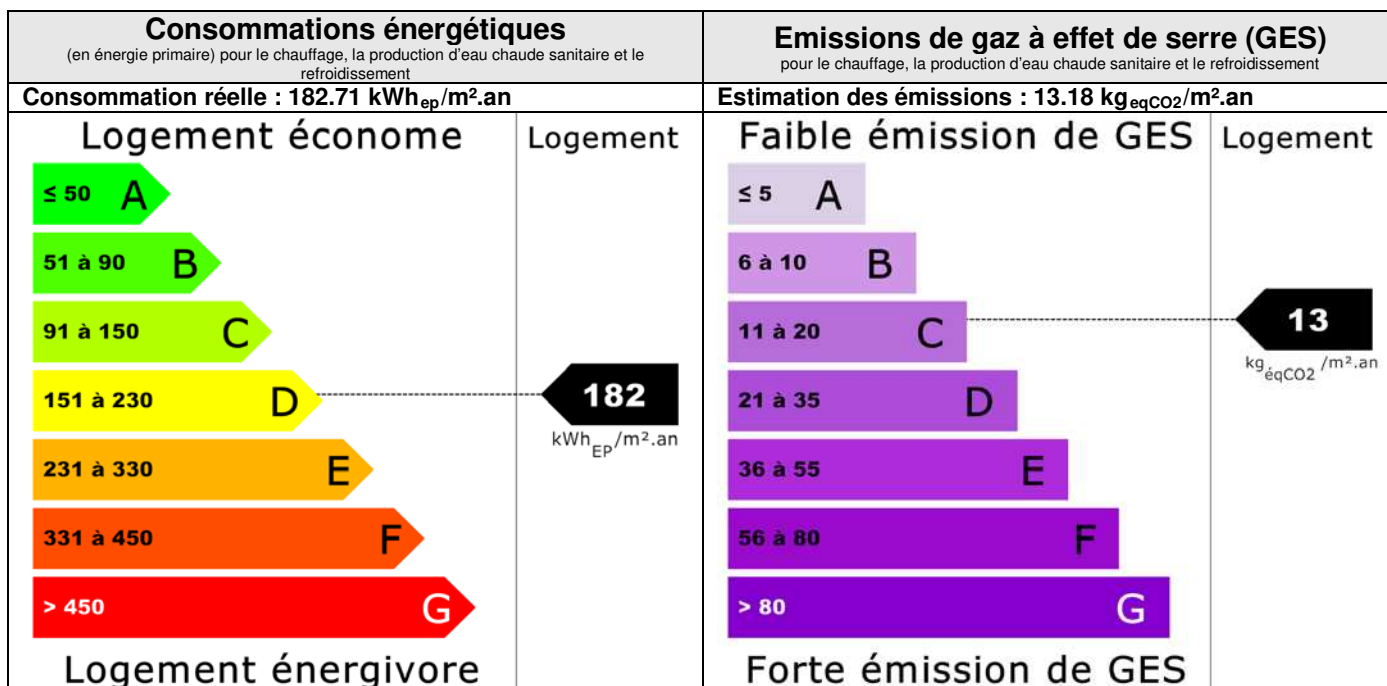 Consommations énergétiques
(en énergie primaire) pour le chauffage, la production d'eau chaude sanitaire et le
refroidissement
Consommation réelle : 182.71 kWhep/m².an
Logement économe
Logement
≤ 50 A
51 à 90 B
91 à 150 C
151 à 230 D
182
kWhEP/m².an
231 à 330 E
331 à 450 F
> 450 G
Logement énergivore
Emissions de gaz à effet de serre (GES)
pour le chauffage, la production d'eau chaude sanitaire et le refroidissement
Estimation des émissions : 13.18 kgeqCO2/m².an
Faible émission de GES
Logement
≤ 5 A
6 à 10 B
11 à 20 C
13
kgéqCO2/m².an
21 à 35 D
36 à 55 E
56 à 80 F
> 80 G
Forte émission de GES